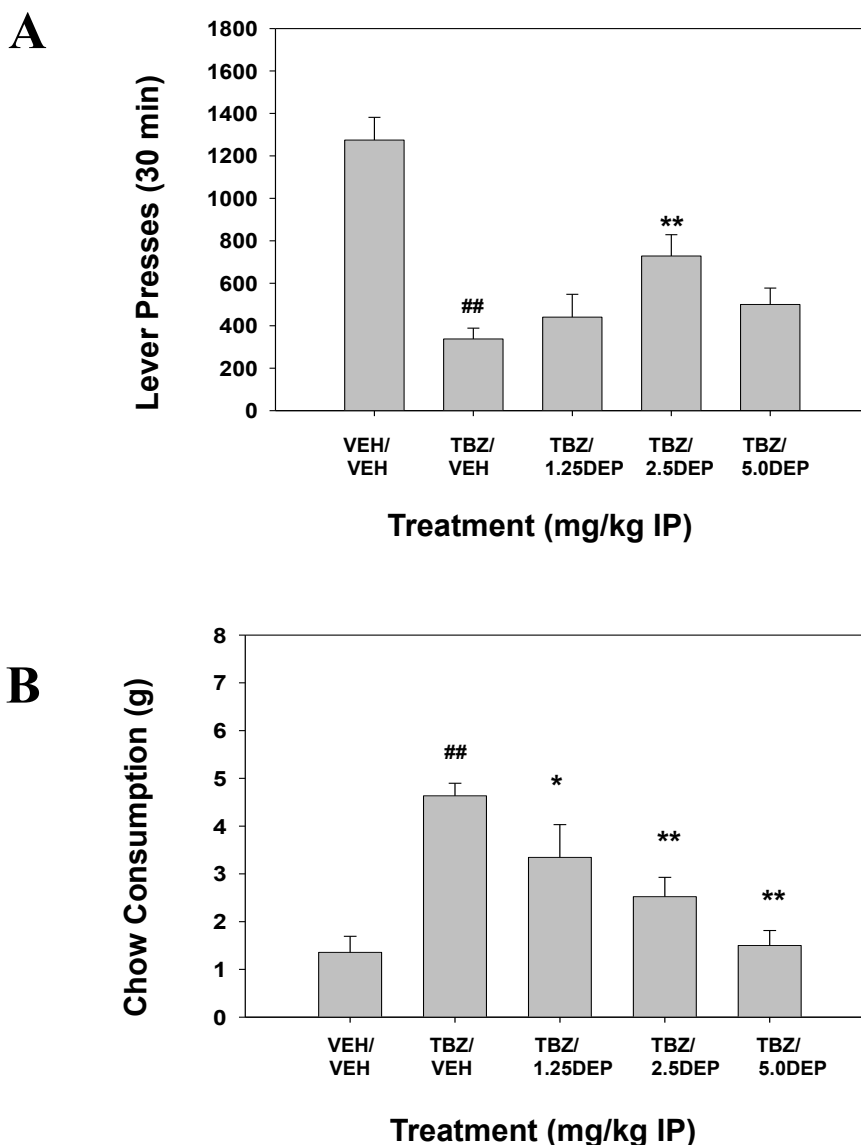 A
Lever Presses (30 min)
1800
1600
1400
1200
1000
800
600
400
200
0
##
**
VEH/ TBZ/ TBZ/ TBZ/ TBZ/
VEH VEH 1.25DEP 2.5DEP 5.0DEP
Treatment (mg/kg IP)
B
Chow Consumption (g)
8
7
6
5
4
3
2
1
0
##
*
**
**
VEH/ TBZ/ TBZ/ TBZ/ TBZ/
VEH VEH 1.25DEP 2.5DEP 5.0DEP
Treatment (mg/kg IP)